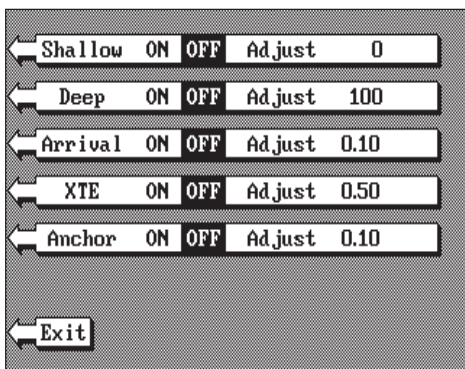 Shallow ON OFF Adjust 0
Deep ON OFF Adjust 100
Arrival ON OFF Adjust 0.10
XTE ON OFF Adjust 0.50
Anchor ON OFF Adjust 0.10
Exit